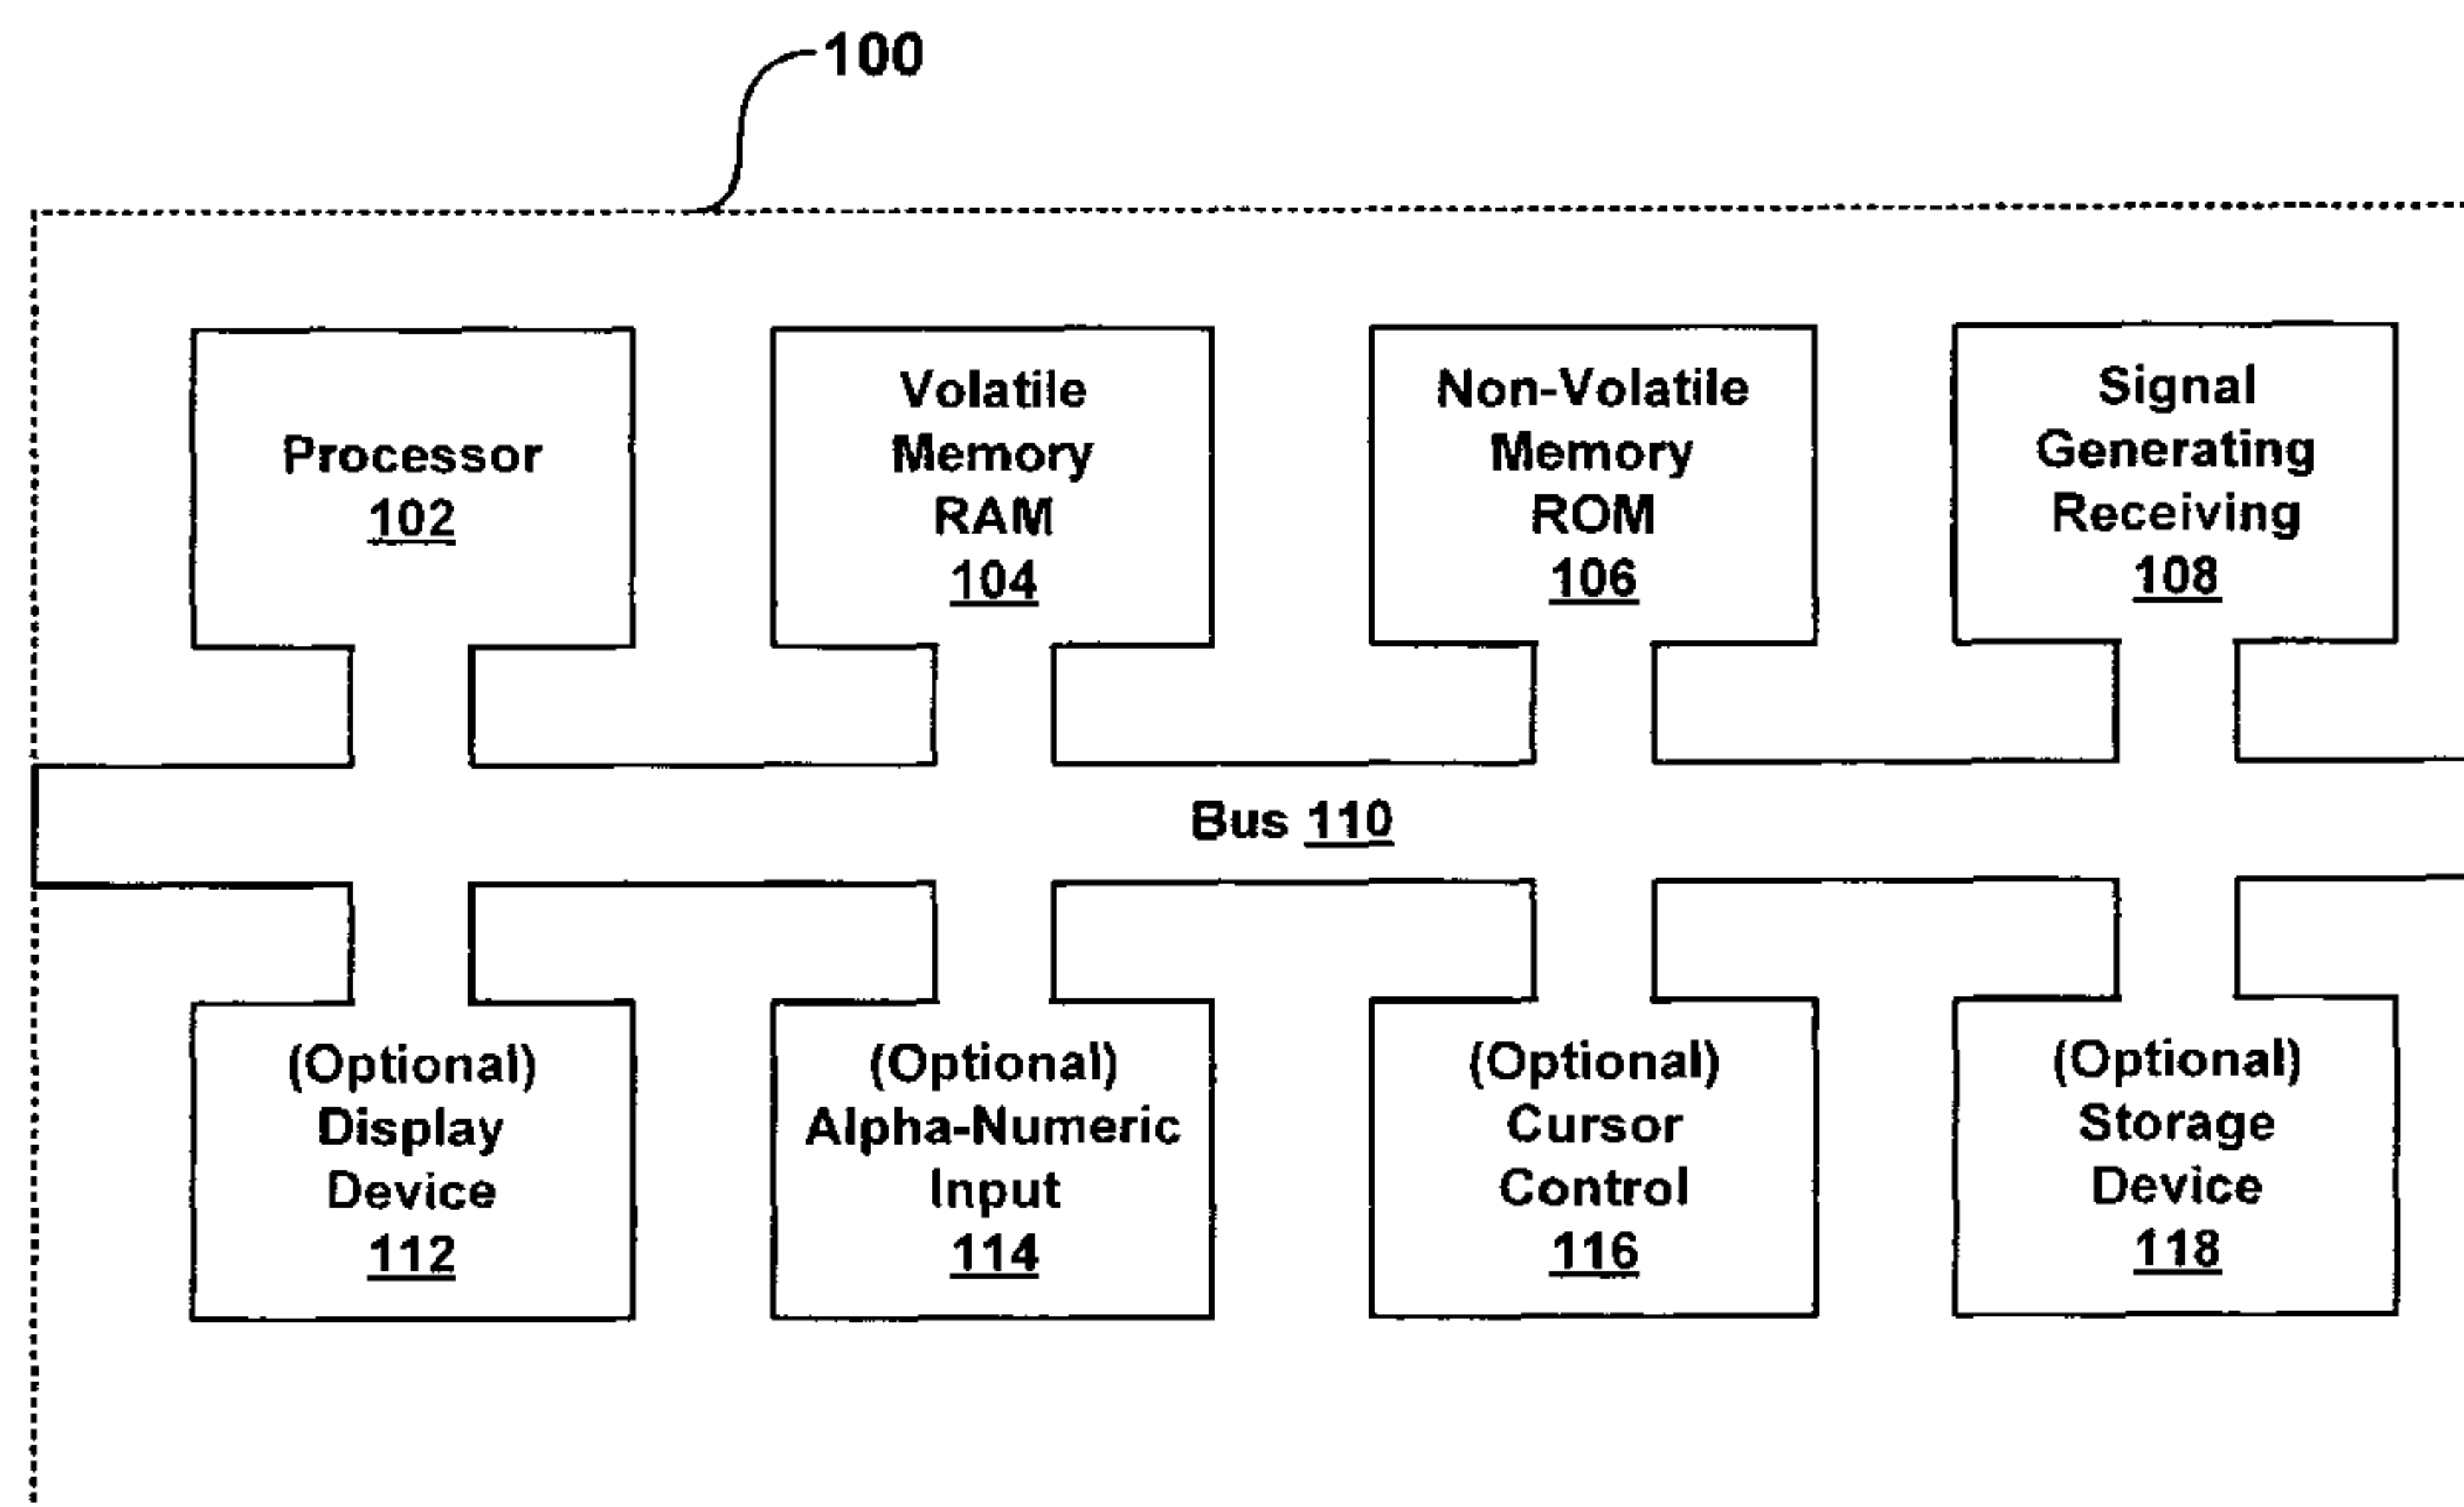 100
Processor
102
Volatile
Memory
RAM
104
Non-Volatile
Memory
ROM
106
Signal
Generating
Receiving
108
Bus 110
(Optional)
Display
Device
112
(Optional)
Alpha-Numeric
Input
114
(Optional)
Cursor
Control
116
(Optional)
Storage
Device
118